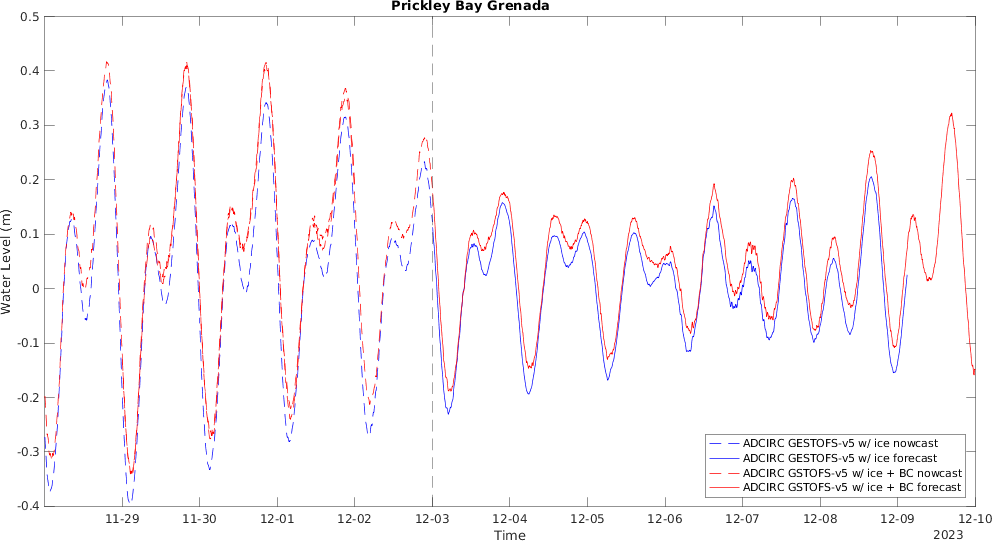 Prickley Bay Grenada
0.5
0.4
0.3
0.2
0.1
0
-0.1
-0.2
-0.3
-0.4
Water Level (m)
11-29 11-30 12-01 12-02 12-03 12-04 12-05 12-06 12-07 12-08 12-09 12-10
Time
2023
ADCIRC GESTOFS-v5 w/ ice nowcast
ADCIRC GESTOFS-v5 w/ ice forecast
ADCIRC GSTOFS-v5 w/ ice + BC nowcast
ADCIRC GSTOFS-v5 w/ ice + BC forecast